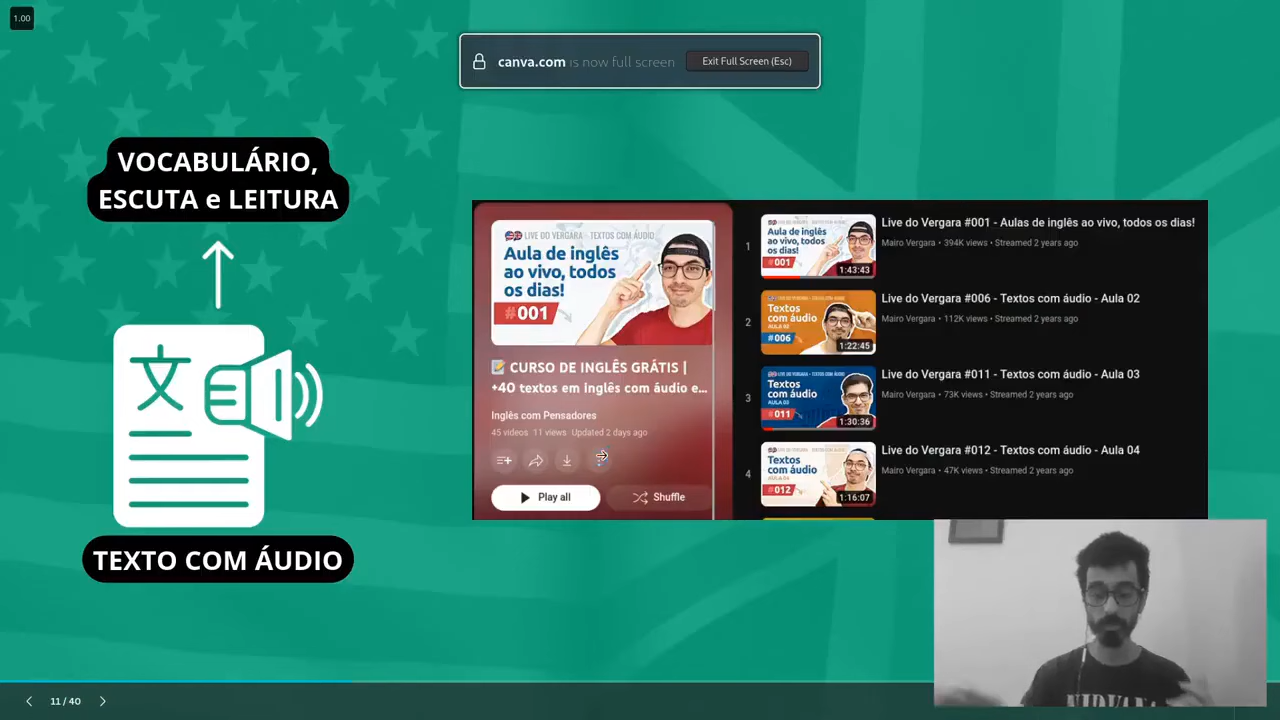 1.00
canva.com is now full screen
Exit Full Screen (Esc)
VOCABULÁRIO,
ESCUTA e LEITURA
文
TEXTO COM ÁUDIO
LIVE DO VERGARA · TEXTOS COM ÁUDIO
Aula de inglês
ao vivo, todos
os dias!
#001
📝 CURSO DE INGLÊS GRÁTIS |
+40 textos em inglês com áudio e...
Inglês com Pensadores
45 videos 11 views Updated 2 days ago
Play all
Shuffle
1
Aula de inglês
ao vivo, todos
os dias!
#001
1:43:43
Live do Vergara #001 - Aulas de inglês ao vivo, todos os dias!
Mairo Vergara • 394K views • Streamed 2 years ago
2
Textos
com áudio
AULA 02
#006
1:22:45
Live do Vergara #006 - Textos com áudio - Aula 02
Mairo Vergara • 112K views • Streamed 2 years ago
3
Textos
com áudio
AULA 03
#011
1:30:36
Live do Vergara #011 - Textos com áudio - Aula 03
Mairo Vergara • 73K views • Streamed 2 years ago
4
Textos
com áudio
#012
1:16:07
Live do Vergara #012 - Textos com áudio - Aula 04
Mairo Vergara • 47K views • Streamed 2 years ago
NIRVANA
11 / 40